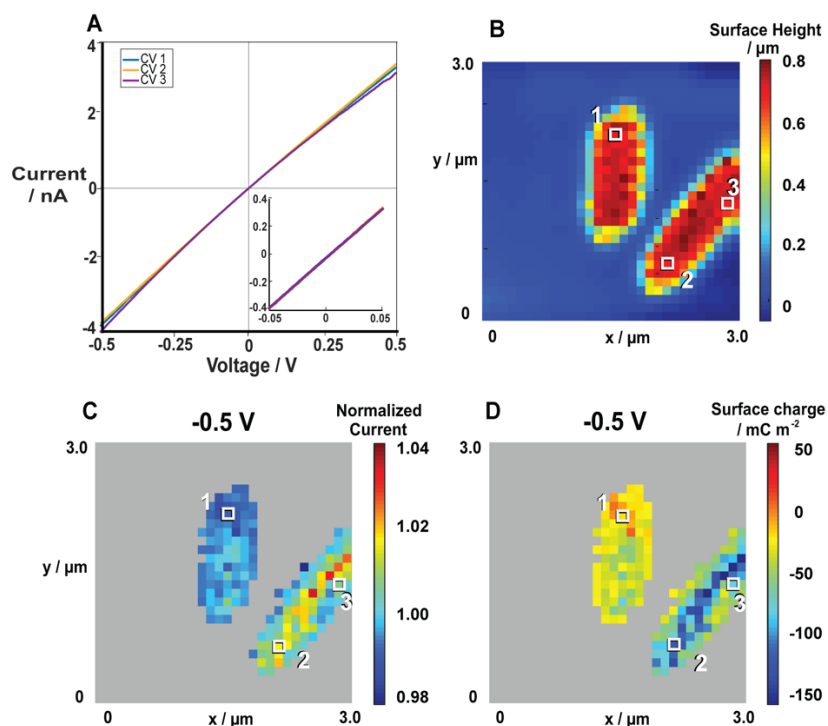 A
CV 1
CV 2
CV 3
4
2
0
-2
-4
Current
/ nA
0.4
0.2
0
-0.2
-0.4
-0.05
0
0.05
-0.5
-0.25
0
0.25
0.5
Voltage / V
B
Surface Height
/ µm
3.0
y / µm
0
1
2
3
0
x / µm
3.0
0.8
0.6
0.4
0.2
0
C
-0.5 V
Normalized
Current
3.0
y / µm
0
1
2
3
0
x / µm
3.0
1.04
1.02
1.00
0.98
D
-0.5 V
Surface charge
/ mC m⁻²
3.0
y / µm
0
1
2
3
0
x / µm
3.0
50
0
-50
-100
-150